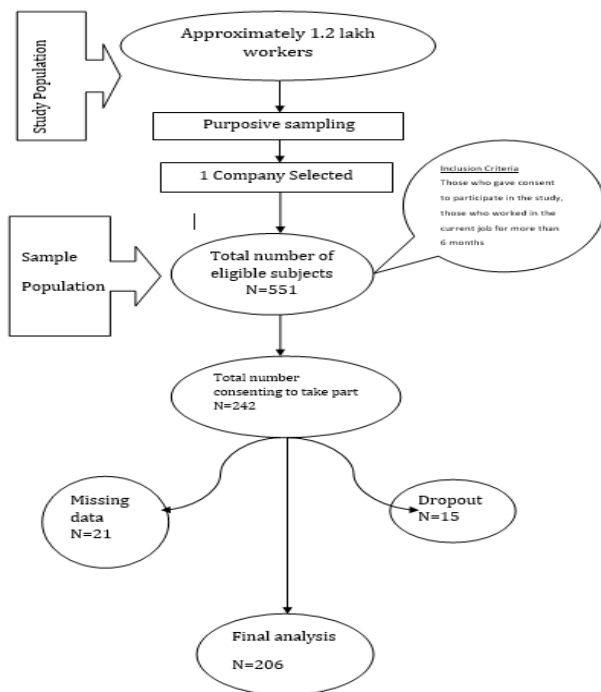 Study Population
Approximately 1.2 lakh
workers
Purposive sampling
1 Company Selected
Inclusion Criteria
Those who gave consent
to participate in the study,
those who worked in the
current job for more than
6 months
Sample
Population
Total number of
eligible subjects
N=551
Total number
consenting to take part
N=242
Missing
data
N=21
Dropout
N=15
Final analysis
N=206